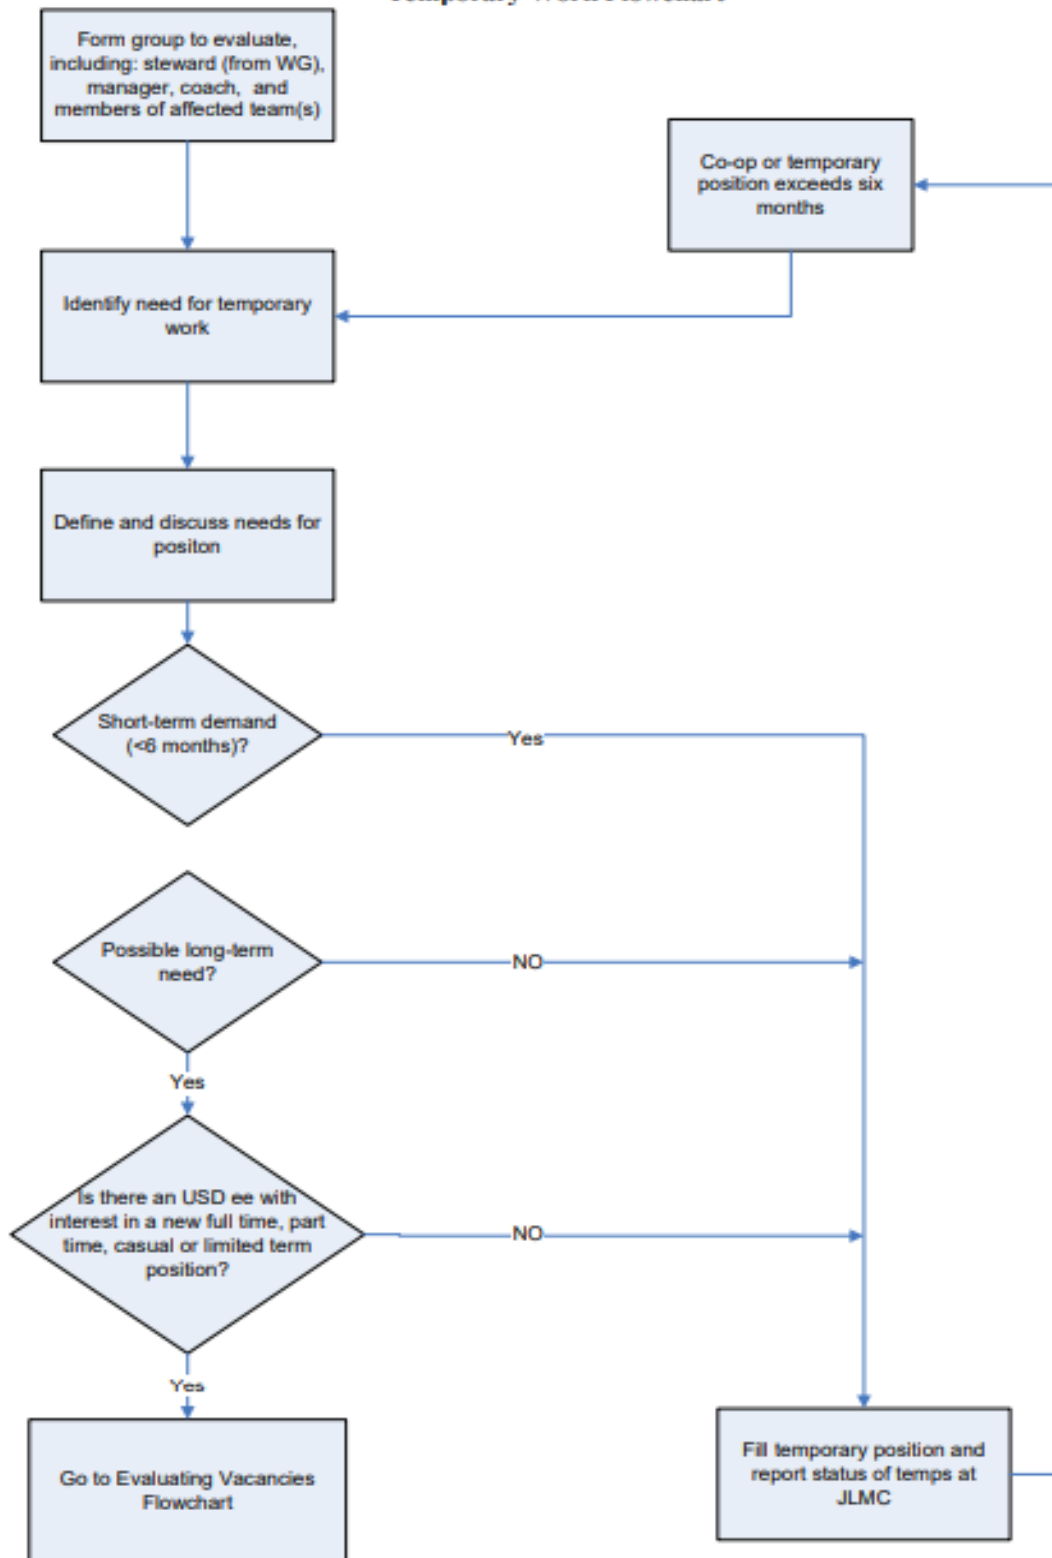 Temporary Work Flowchart
Form group to evaluate,
including: steward (from WG),
manager, coach, and
members of affected team(s)
Co-op or temporary
position exceeds six
months
Identify need for temporary
work
Define and discuss needs for
positon
Short-term demand
(<6 months)?
Yes
Possible long-term
need?
NO
Yes
Is there an USD ee with
interest in a new full time, part
time, casual or limited term
position?
NO
Yes
Go to Evaluating Vacancies
Flowchart
Fill temporary position and
report status of temps at
JLMC